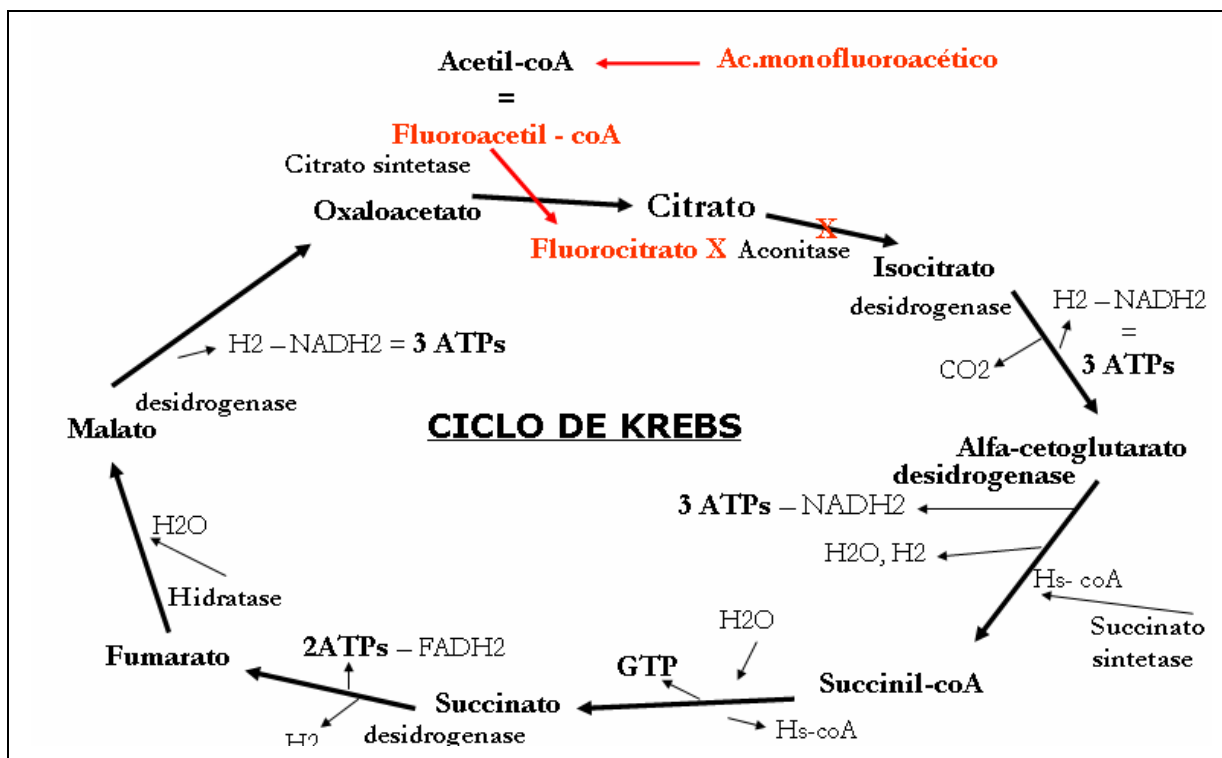 Acetil-coA
Ac.monofluoroacético
=
Fluoroacetil - coA
Citrato sintetase
Oxaloacetato
Citrato
X
Fluorocitrato X
Aconitase
Isocitrato
desidrogenase
H2 – NADH2
=
3 ATPs
CO2
H2 – NADH2 = 3 ATPs
desidrogenase
Malato
CICLO DE KREBS
Alfa-cetoglutarato
desidrogenase
3 ATPs – NADH2
H2O, H2
Hs- coA
Succinato
sintetase
H2O
Hidratase
Fumarato
2ATPs – FADH2
H2O
GTP
Succinil-coA
Succinato
desidrogenase
H2
Hs-coA